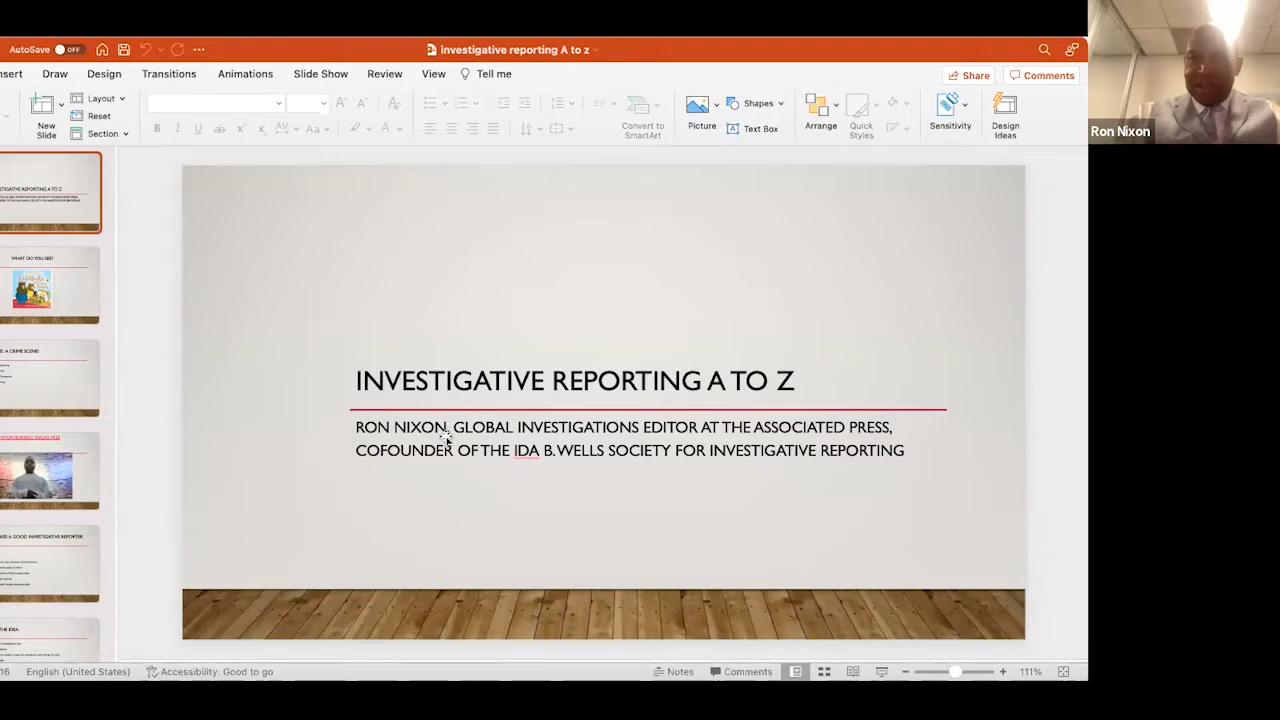 AutoSave OFF
investigative reporting A to z
nsert Draw Design Transitions Animations Slide Show Review View Tell me
Share Comments
New Slide
Layout
Reset
Section
Convert to SmartArt
Picture
Shapes
Text Box
Arrange
Quick Styles
Sensitivity
Design Ideas
Ron Nixon
WHAT DO YOU SEE?
A CRIME SCENE!
INVESTIGATIVE REPORTING A TO Z
RON NIXON, GLOBAL INVESTIGATIONS EDITOR AT THE ASSOCIATED PRESS,
COFOUNDER OF THE IDA B. WELLS SOCIETY FOR INVESTIGATIVE REPORTING
16 English (United States) Accessibility: Good to go Notes Comments 111%